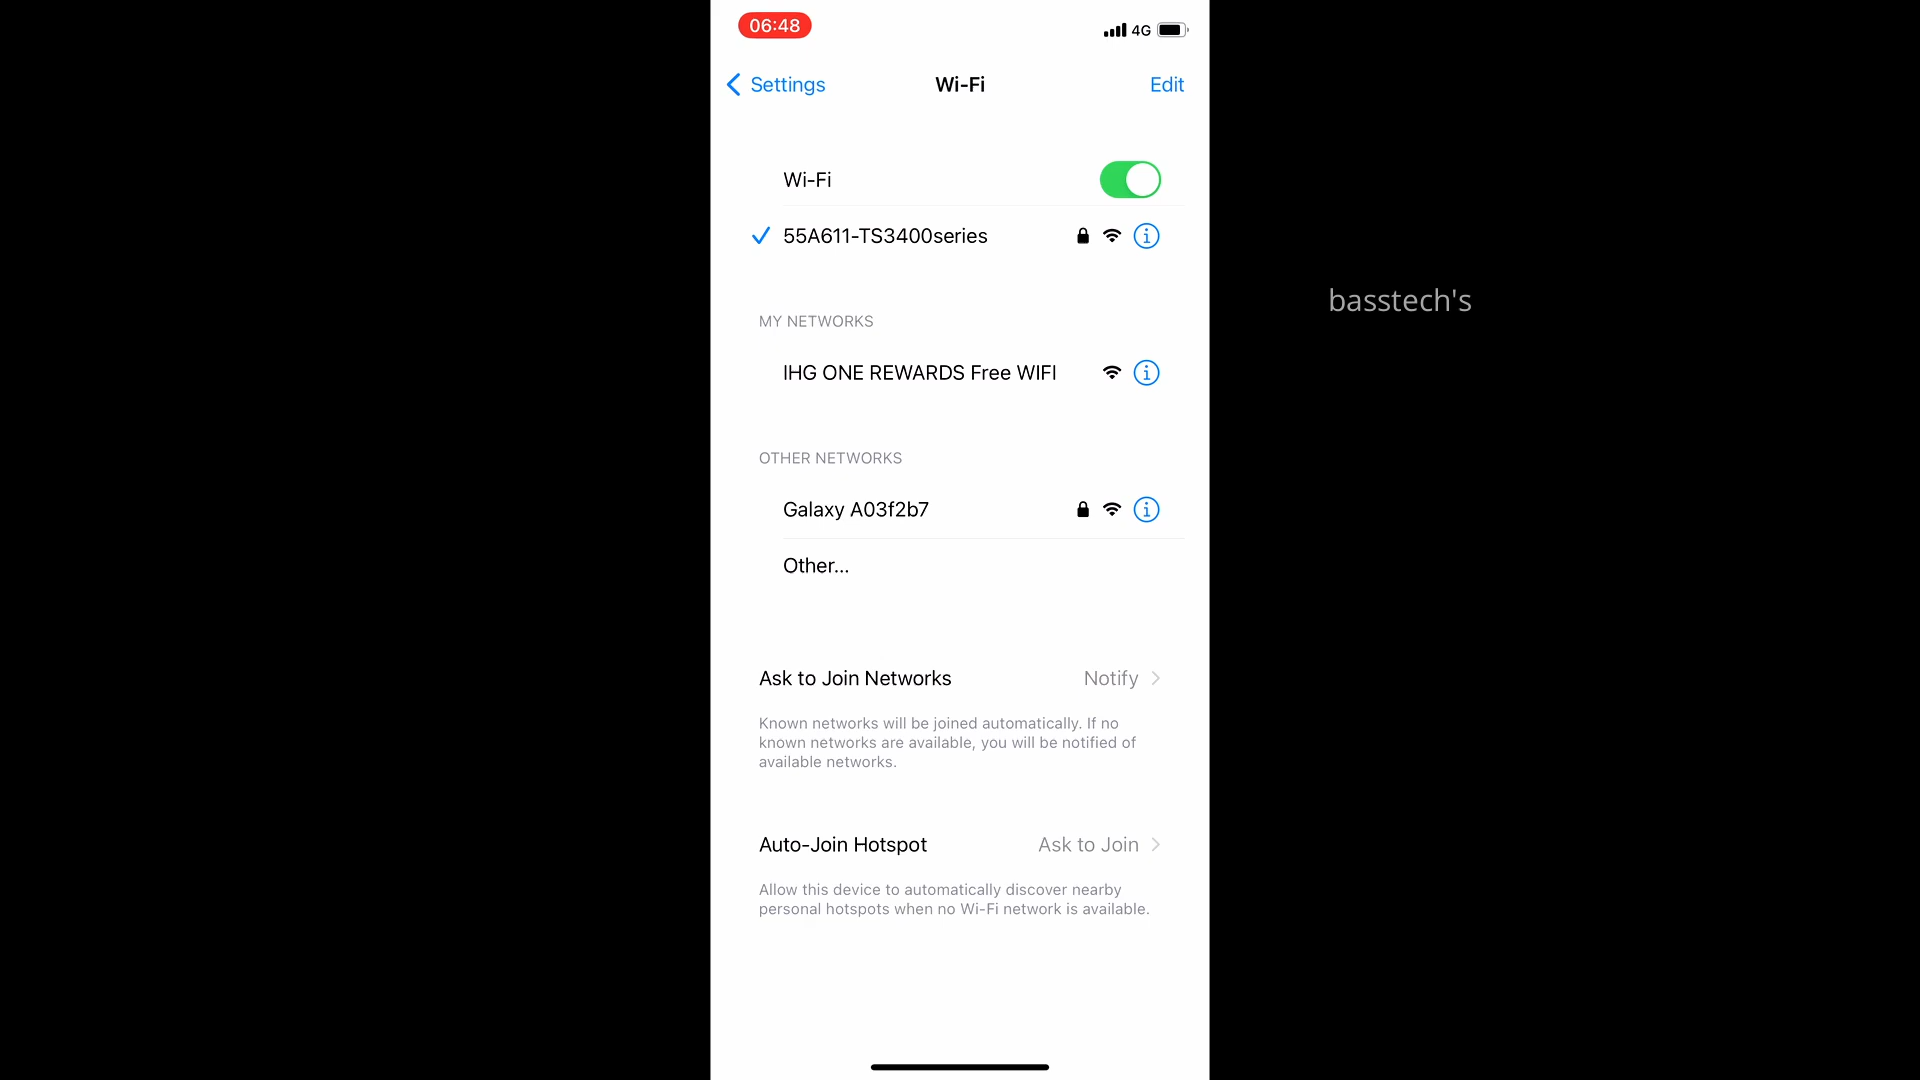 06:48
4G
Settings
Wi-Fi
Edit
Wi-Fi
55A611-TS3400series
basstech's
MY NETWORKS
IHG ONE REWARDS Free WIFI
OTHER NETWORKS
Galaxy A03f2b7
Other...
Ask to Join Networks
Notify
Known networks will be joined automatically. If no
known networks are available, you will be notified of
available networks.
Auto-Join Hotspot
Ask to Join
Allow this device to automatically discover nearby
personal hotspots when no Wi-Fi network is available.